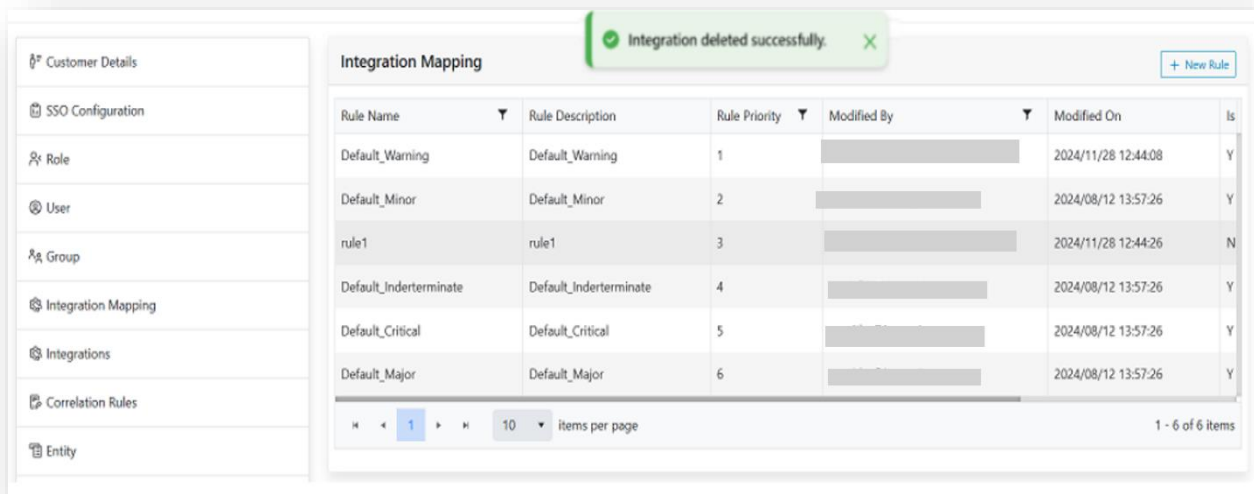 Integration deleted successfully.
Customer Details
SSO Configuration
Role
User
Group
Integration Mapping
Integrations
Correlation Rules
Entity
Integration Mapping
+ New Rule
Rule Name Rule Description Rule Priority Modified By Modified On Is
Default_Warning Default_Warning 1 2024/11/28 12:44:08 Y
Default_Minor Default_Minor 2 2024/08/12 13:57:26 Y
rule1 rule1 3 2024/11/28 12:44:26 N
Default_Inderterminate Default_Inderterminate 4 2024/08/12 13:57:26 Y
Default_Critical Default_Critical 5 2024/08/12 13:57:26 Y
Default_Major Default_Major 6 2024/08/12 13:57:26 Y
1 10 items per page 1 - 6 of 6 items